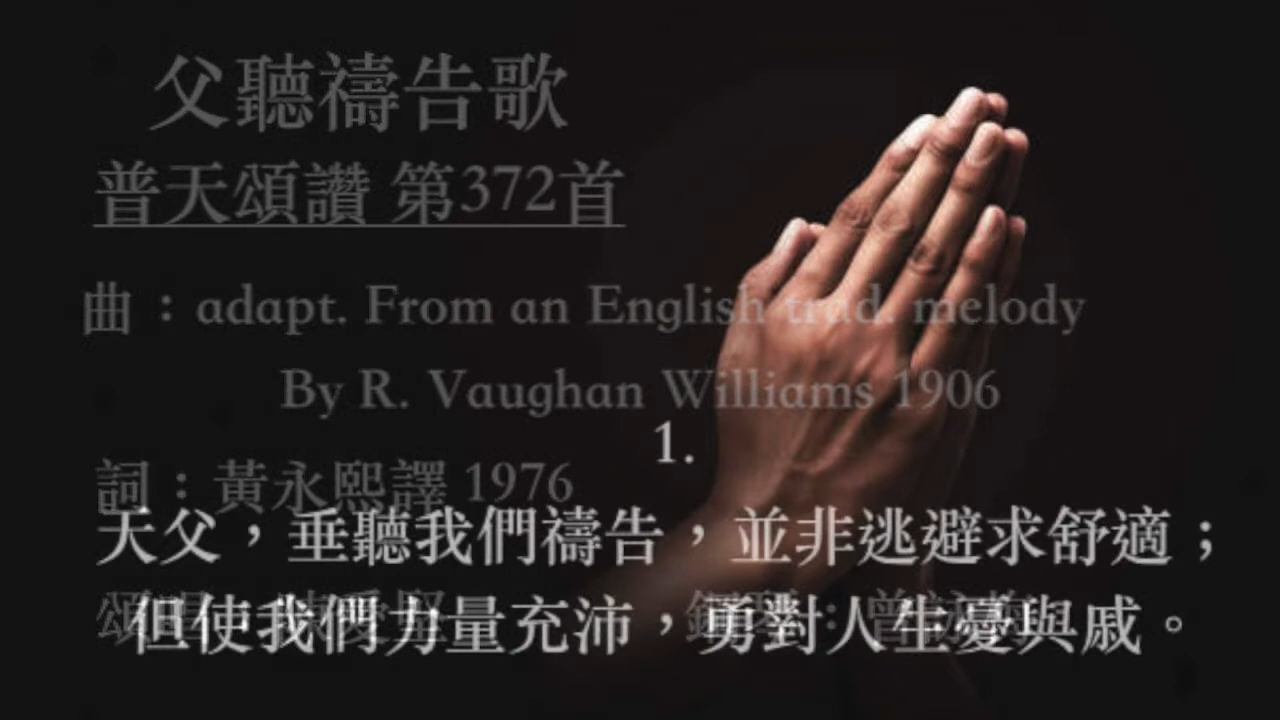 父聽禱告歌
普天頌讚 第372首
曲：adapt. From an English trad. melody
By R. Vaughan Williams 1906
詞：黃永熙譯 1976
1.
天父，垂聽我們禱告，並非逃避求舒適；
但使我們力量充沛，勇對人生憂與戚。